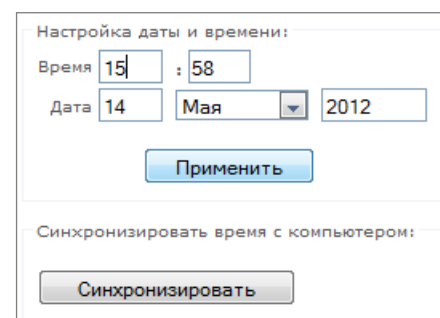 Настройка даты и времени:
Время 15 : 58
Дата 14 Мая 2012
Применить
Синхронизировать время с компьютером:
Синхронизировать